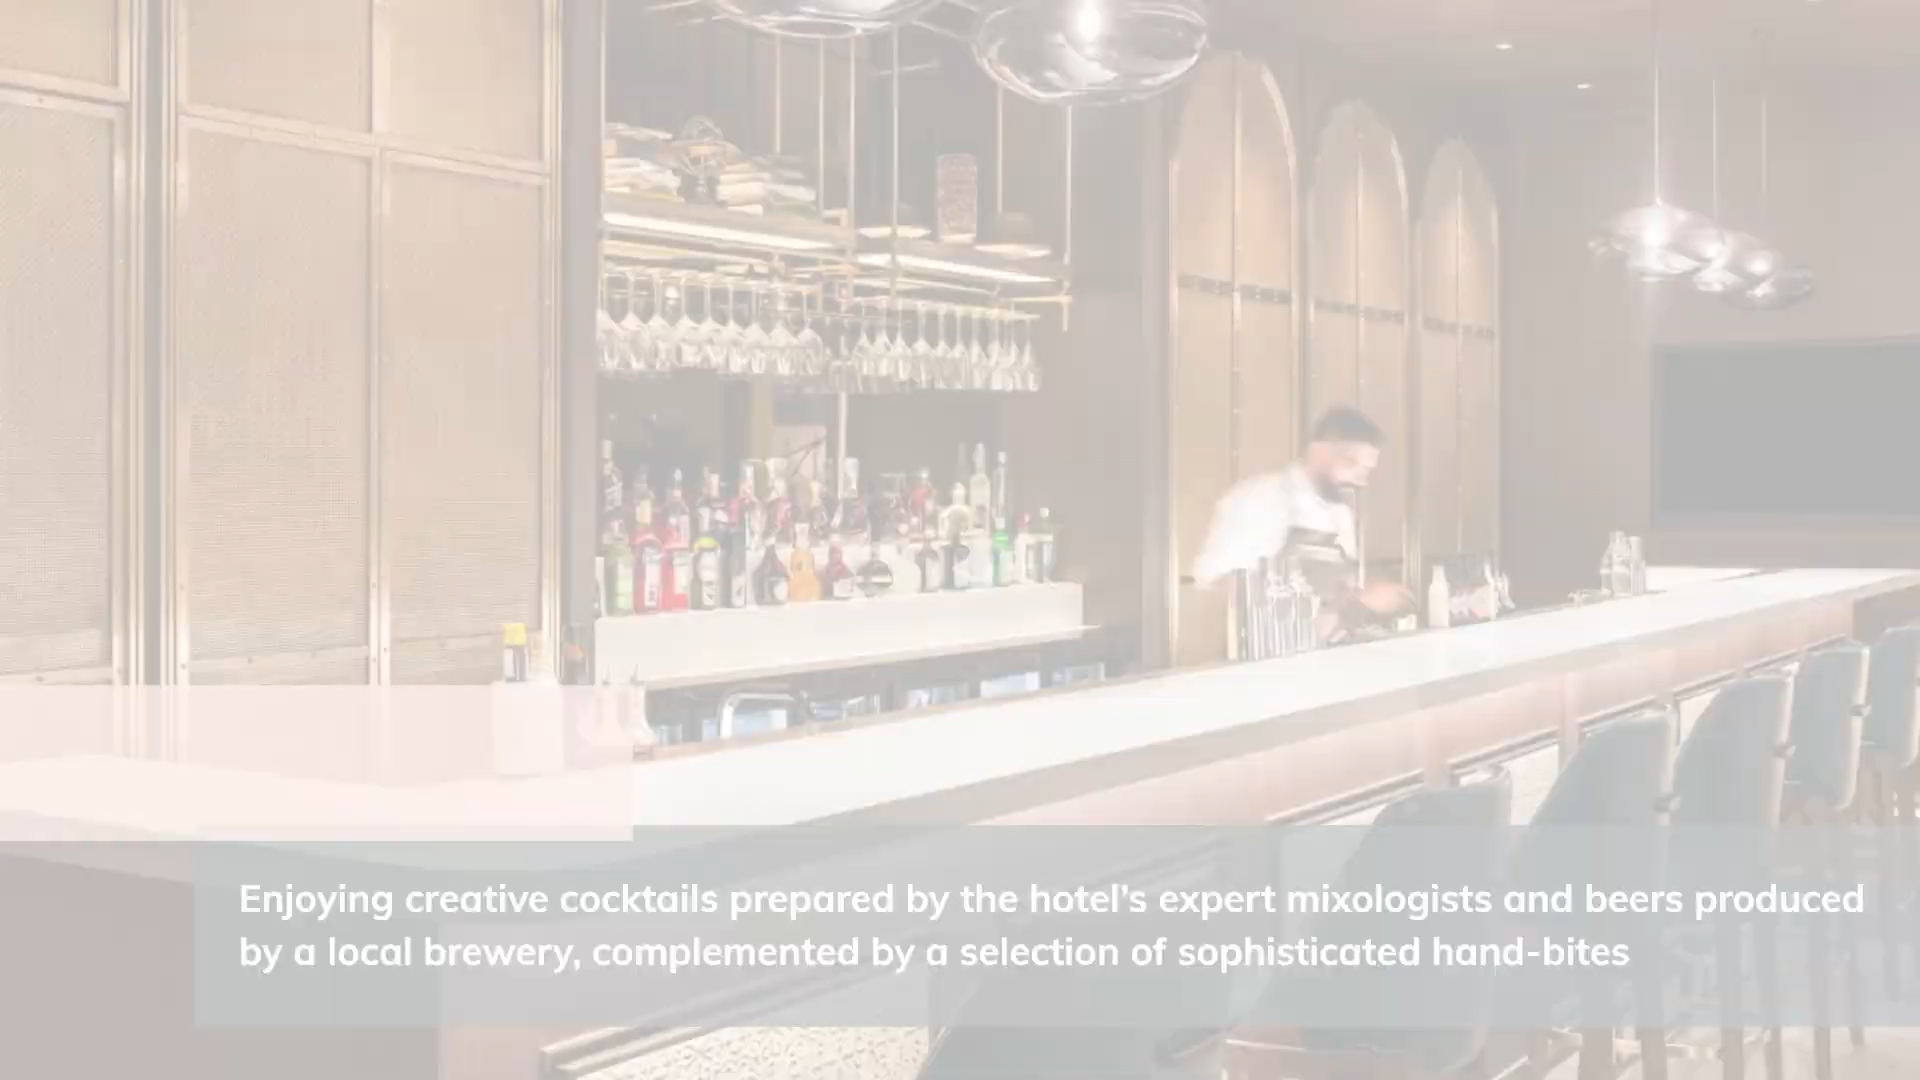 Enjoying creative cocktails prepared by the hotel’s expert mixologists and beers produced
by a local brewery, complemented by a selection of sophisticated hand-bites